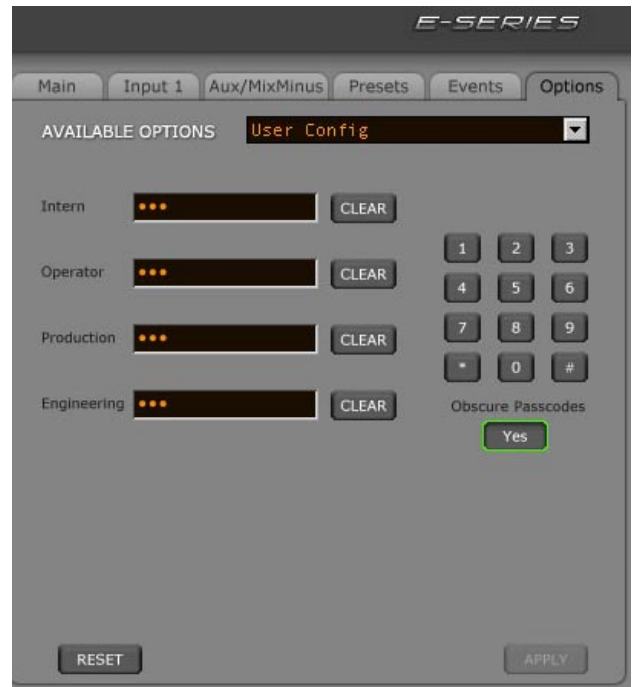 E-SERIES
Main Input 1 Aux/MixMinus Presets Events Options
AVAILABLE OPTIONS User Config
Intern ••• CLEAR
1 2 3
Operator ••• CLEAR
4 5 6
Production ••• CLEAR
7 8 9
* 0 #
Engineering ••• CLEAR
Obscure Passcodes
Yes
RESET APPLY